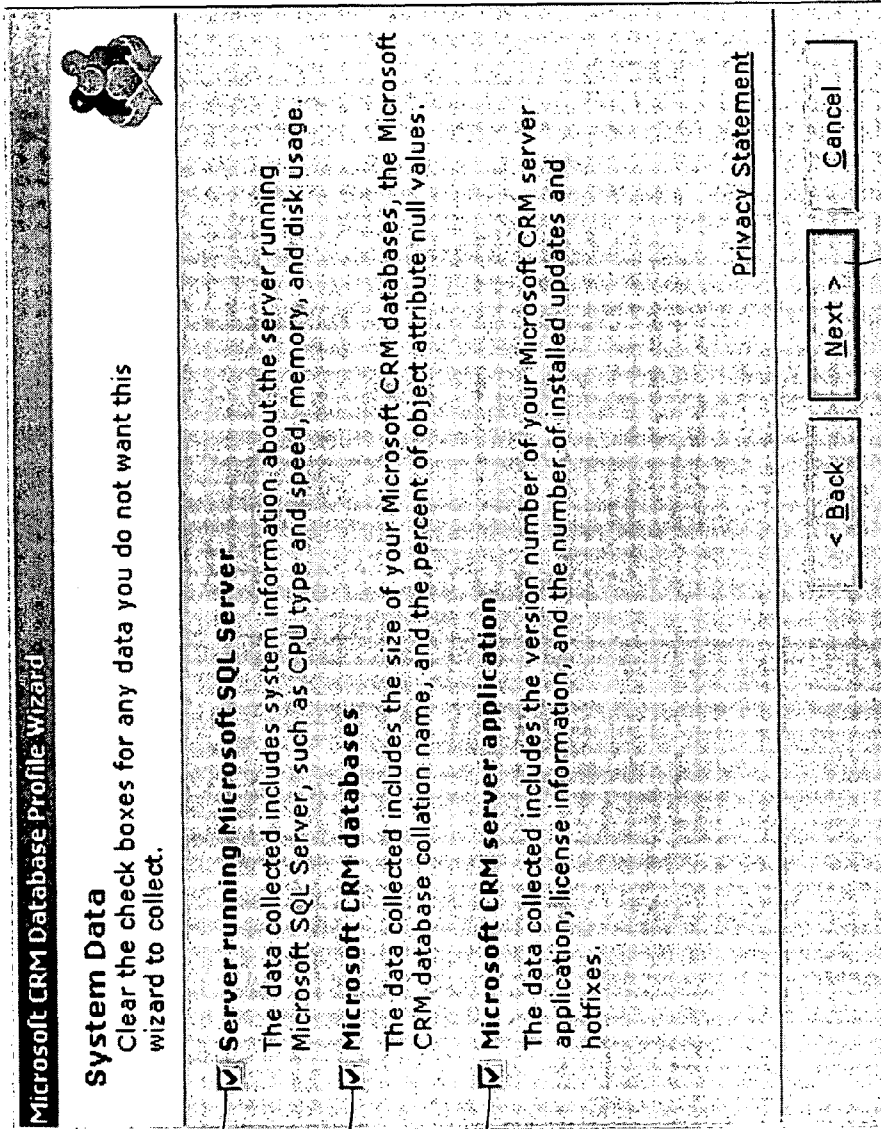 Microsoft CRM Database Profile Wizard
System Data
Clear the check boxes for any data you do not want this
wizard to collect.
Server running Microsoft SQL Server
The data collected includes system information about the server running
Microsoft SQL Server, such as CPU type and speed, memory, and disk usage.
Microsoft CRM databases
The data collected includes the size of your Microsoft CRM databases, the Microsoft
CRM database collation name, and the percent of object attribute null values.
Microsoft CRM server application
The data collected includes the version number of your Microsoft CRM server
application, license information, and the number of installed updates and
hotfixes.
Privacy Statement
< Back
Next >
Cancel